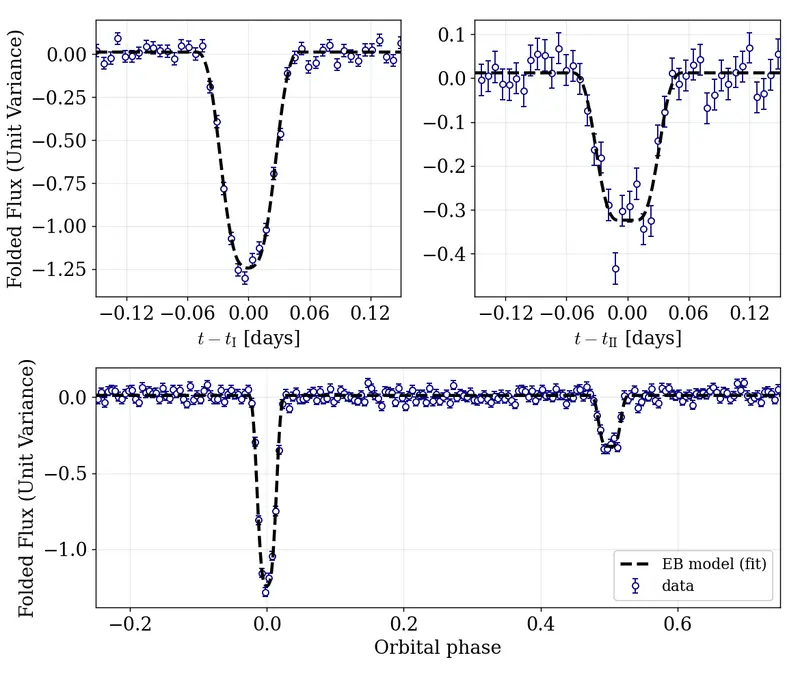 Folded Flux (Unit Variance)
0.00
−0.25
−0.50
−0.75
−1.00
−1.25
−0.12 −0.06 0.00 0.06 0.12
t − tI [days]
0.1
0.0
−0.1
−0.2
−0.3
−0.4
−0.12 −0.06 0.00 0.06 0.12
t − tII [days]
Folded Flux (Unit Variance)
0.0
−0.5
−1.0
EB model (fit)
data
−0.2 0.0 0.2 0.4 0.6
Orbital phase